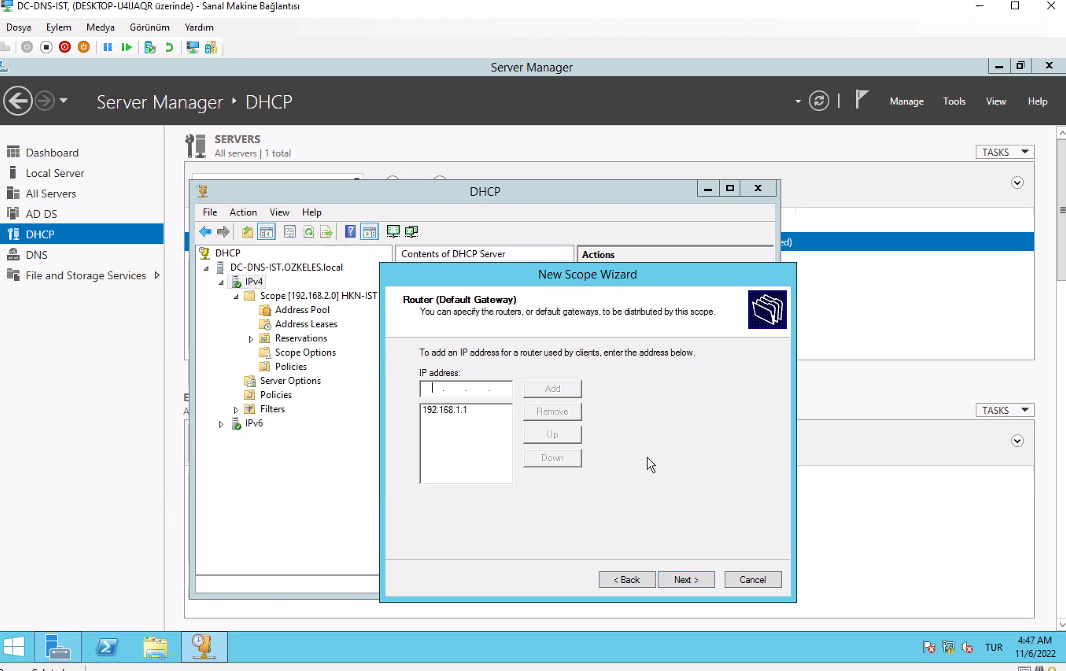 DC-DNS-IST, (DESKTOP-U4IJAQR üzerinde) - Sanal Makine Bağlantısı
Dosya Eylem Medya Görünüm Yardım
Server Manager
Server Manager DHCP
Manage Tools View Help
Dashboard
Local Server
All Servers
AD DS
DHCP
DNS
File and Storage Services
SERVERS
All servers | 1 total
TASKS
DHCP
File Action View Help
DHCP
DC-DNS-IST.OZKELES.local
IPv4
Scope [192.168.2.0] HKN-IST
Address Pool
Address Leases
Reservations
Scope Options
Policies
Server Options
Policies
Filters
IPv6
Contents of DHCP Server
Actions
New Scope Wizard
Router (Default Gateway)
You can specify the routers, or default gateways, to be distributed by this scope.
To add an IP address for a router used by clients, enter the address below.
IP address:
. . .
Add
192.168.1.1
Remove
Up
Down
< Back Next > Cancel
TASKS
TUR
4:47 AM
11/6/2022